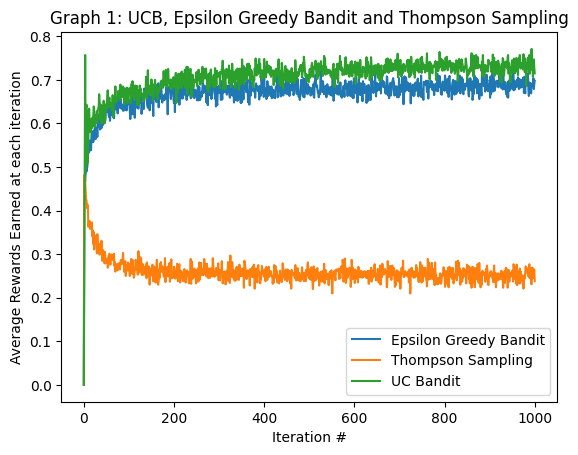 Graph 1: UCB, Epsilon Greedy Bandit and Thompson Sampling
Average Rewards Earned at each iteration
0.8
0.7
0.6
0.5
0.4
0.3
0.2
0.1
0.0
Epsilon Greedy Bandit
Thompson Sampling
UC Bandit
0
200
400
600
800
1000
Iteration #